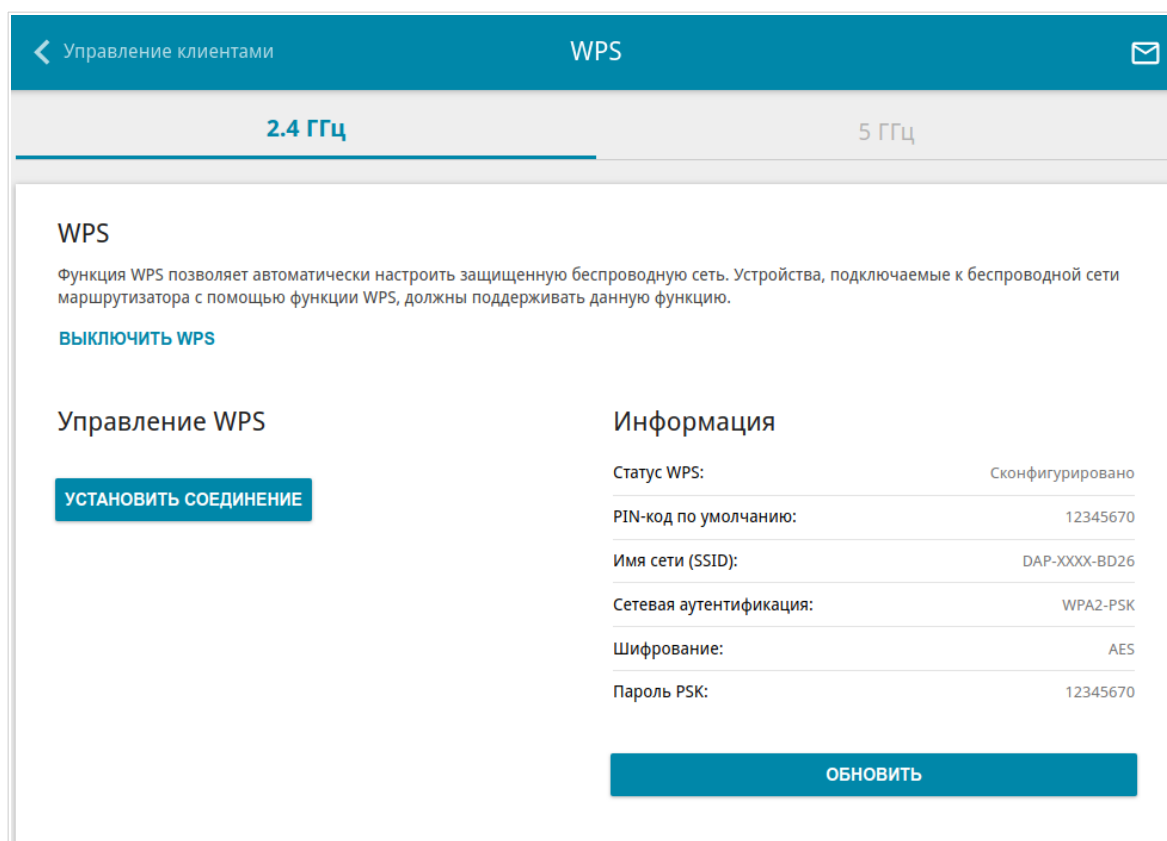 Управление клиентами
WPS
2.4 ГГц
5 ГГц
WPS
Функция WPS позволяет автоматически настроить защищенную беспроводную сеть. Устройства, подключаемые к беспроводной сети
маршрутизатора с помощью функции WPS, должны поддерживать данную функцию.
ВЫКЛЮЧИТЬ WPS
Управление WPS
УСТАНОВИТЬ СОЕДИНЕНИЕ
Информация
Статус WPS: Сконфигурировано
PIN-код по умолчанию: 12345670
Имя сети (SSID): DAP-XXXX-BD26
Сетевая аутентификация: WPA2-PSK
Шифрование: AES
Пароль PSK: 12345670
ОБНОВИТЬ